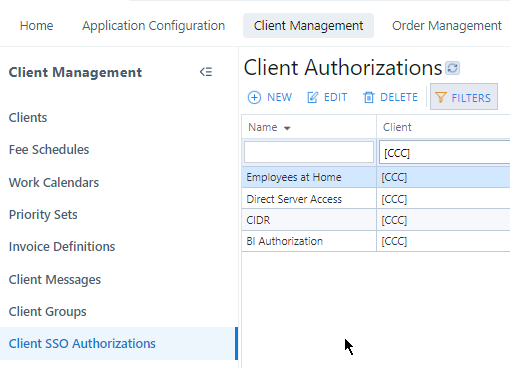 Home Application Configuration Client Management Order Management
Client Management
Clients
Fee Schedules
Work Calendars
Priority Sets
Invoice Definitions
Client Messages
Client Groups
Client SSO Authorizations
Client Authorizations
NEW EDIT DELETE FILTERS
Name Client
[CCC]
Employees at Home [CCC]
Direct Server Access [CCC]
CIDR [CCC]
BI Authorization [CCC]